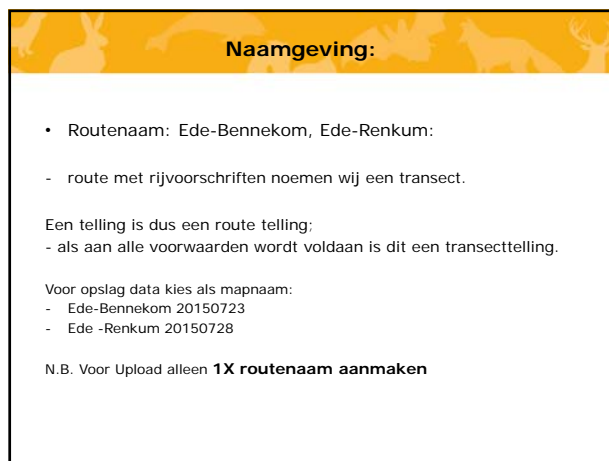 Naamgeving:
• Routenaam: Ede-Bennekom, Ede-Renkum:
- route met rijvoorschriften noemen wij een transect.
Een telling is dus een route telling;
- als aan alle voorwaarden wordt voldaan is dit een transecttelling.
Voor opslag data kies als mapnaam:
- Ede-Bennekom 20150723
- Ede -Renkum 20150728
N.B. Voor Upload alleen 1X routenaam aanmaken